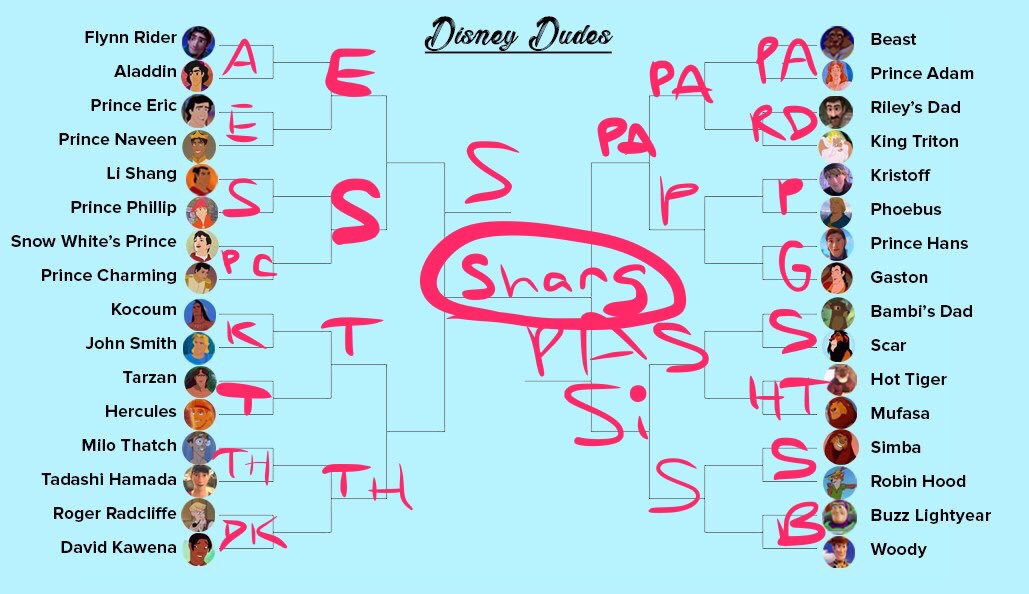 Disney Dudes
Flynn Rider
Aladdin
Prince Eric
Prince Naveen
Li Shang
Prince Phillip
Snow White's Prince
Prince Charming
Kocoum
John Smith
Tarzan
Hercules
Milo Thatch
Tadashi Hamada
Roger Radcliffe
David Kawena
A
E
S
PC
K
T
TH
DK
E
S
T
TH
S
Shang
PA
PA
Si
PA
P
S
S
PA
RD
P
G
S
HT
S
B
Beast
Prince Adam
Riley's Dad
King Triton
Kristoff
Phoebus
Prince Hans
Gaston
Bambi's Dad
Scar
Hot Tiger
Mufasa
Simba
Robin Hood
Buzz Lightyear
Woody